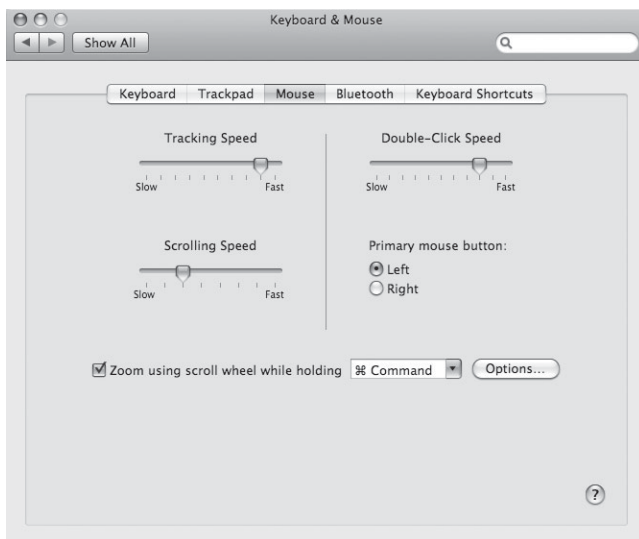 Keyboard & Mouse
Show All
Keyboard Trackpad Mouse Bluetooth Keyboard Shortcuts
Tracking Speed
Slow Fast
Double-Click Speed
Slow Fast
Scrolling Speed
Slow Fast
Primary mouse button:
Left
Right
Zoom using scroll wheel while holding ⌘ Command Options...
?